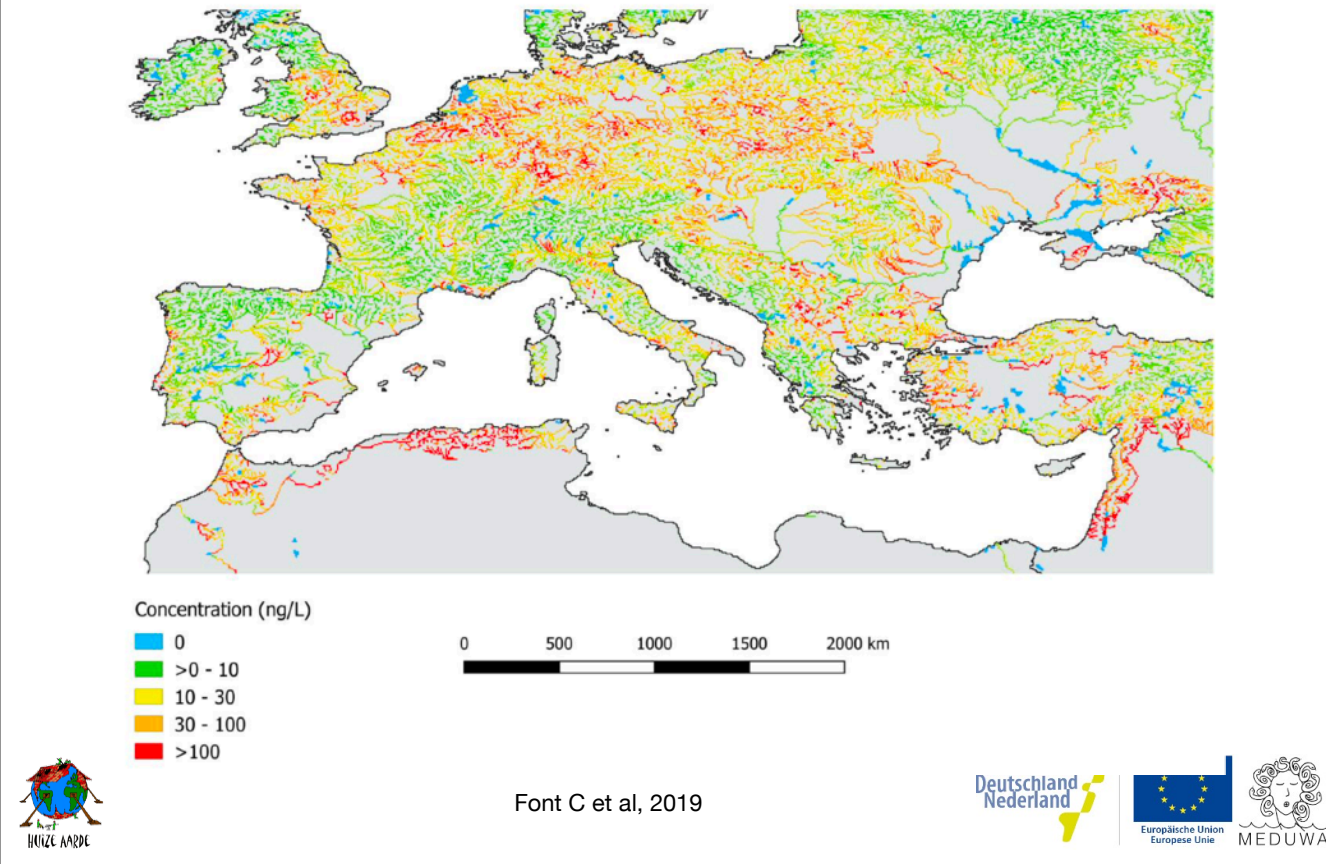 Concentration (ng/L)
0
>0 - 10
10 - 30
30 - 100
>100
0 500 1000 1500 2000 km
HUIZE AARDE
Font C et al, 2019
Deutschland
Nederland
Europäische Union
Europese Unie
MEDUWA